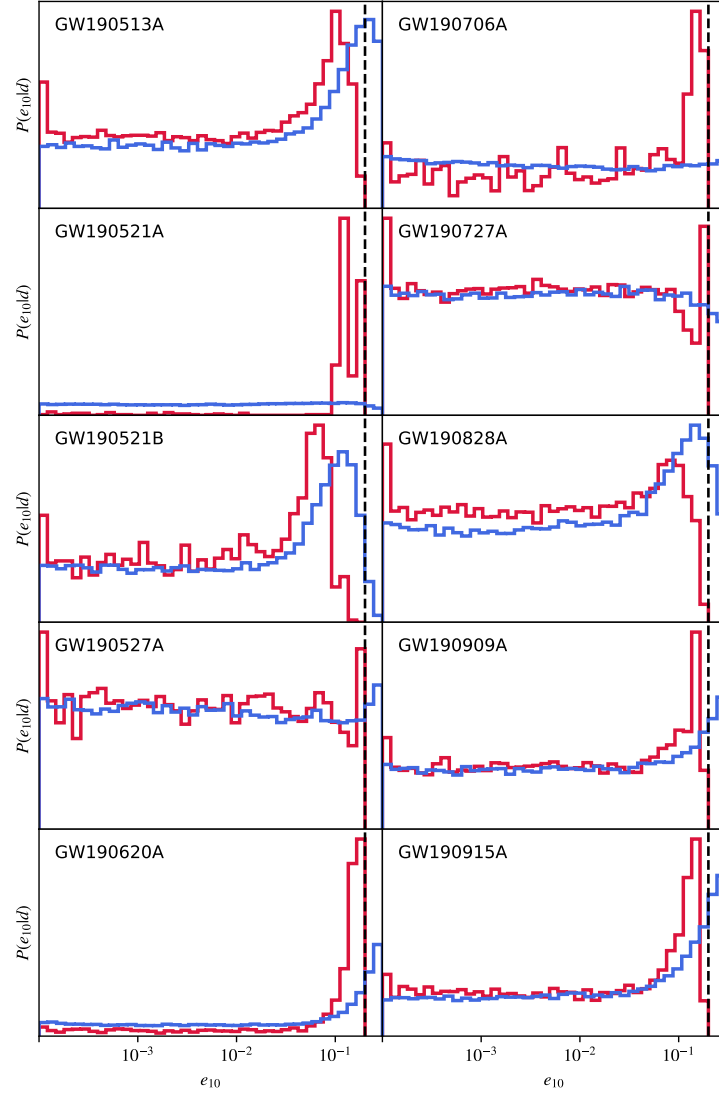 GW190513A
GW190706A
P(e₁₀|d)
GW190521A
GW190727A
P(e₁₀|d)
GW190521B
GW190828A
P(e₁₀|d)
GW190527A
GW190909A
P(e₁₀|d)
GW190620A
GW190915A
P(e₁₀|d)
10⁻³ 10⁻² 10⁻¹ 10⁻³ 10⁻² 10⁻¹
e₁₀ e₁₀